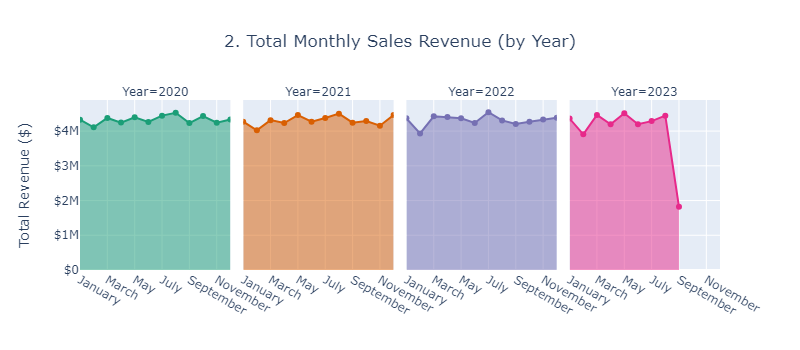 2. Total Monthly Sales Revenue (by Year)
Year=2020 Year=2021 Year=2022 Year=2023
Total Revenue ($)
$4M
$3M
$2M
$1M
$0
January March May July September November January March May July September November January March May July September November January March May July September November